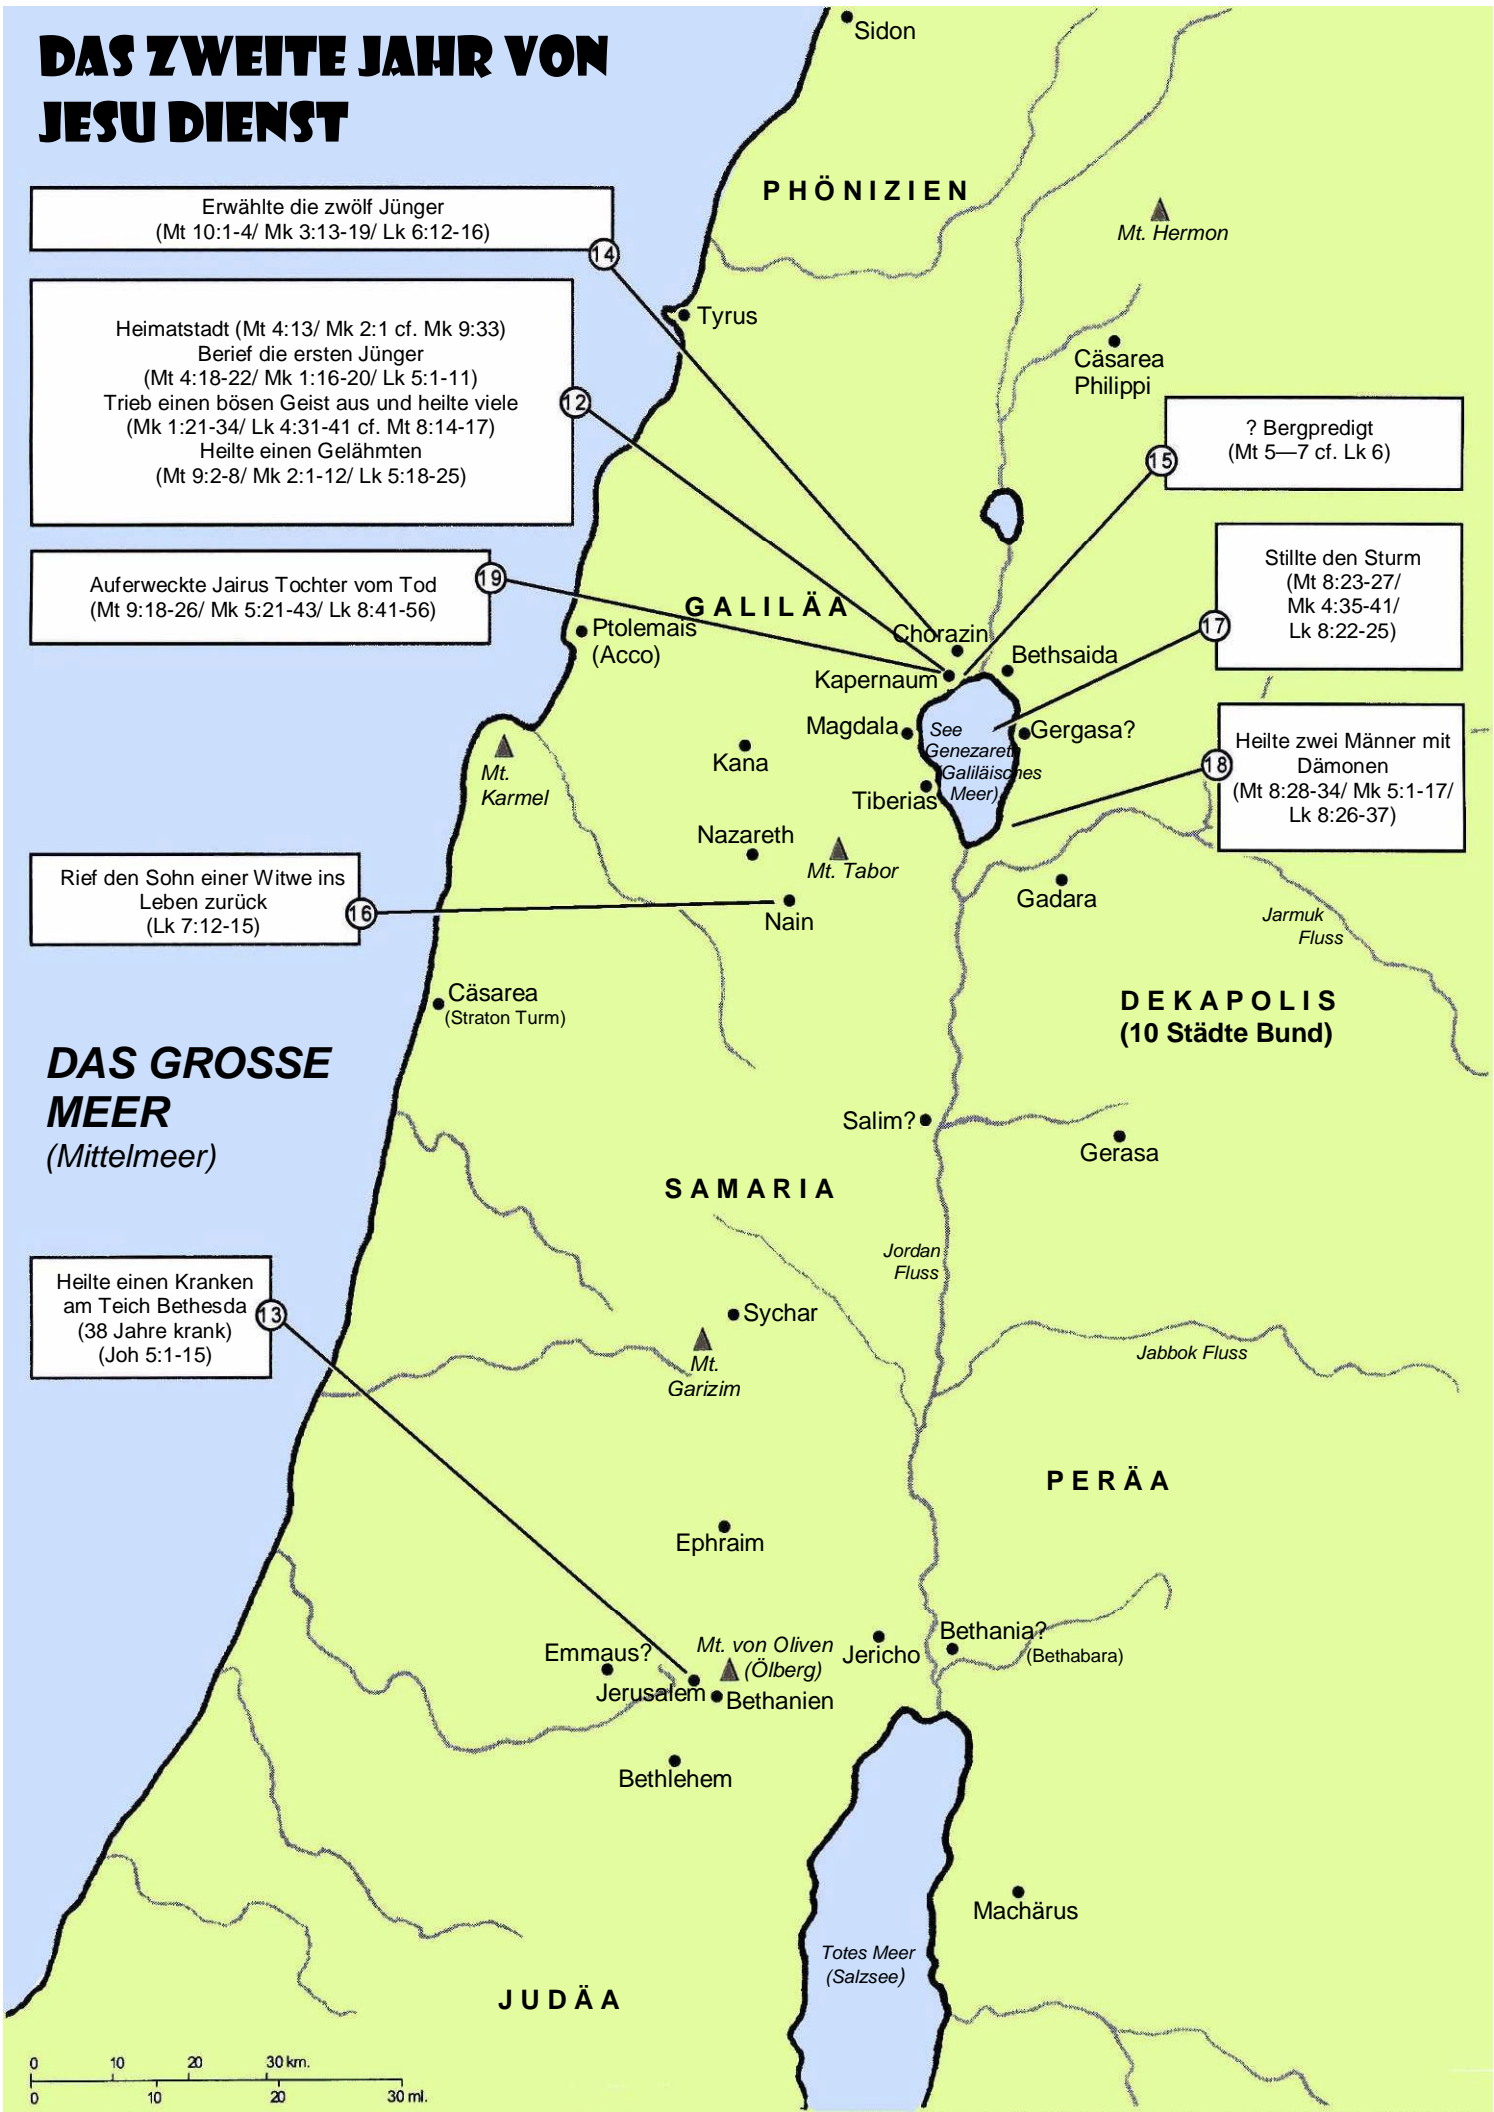 DAS ZWEITE JAHR VON
JESU DIENST
Sidon
PHÖNIZIEN
Mt. Hermon
Erwählte die zwölf Jünger
(Mt 10:1-4/ Mk 3:13-19/ Lk 6:12-16)
14
Heimatstadt (Mt 4:13/ Mk 2:1 cf. Mk 9:33)
Berief die ersten Jünger
(Mt 4:18-22/ Mk 1:16-20/ Lk 5:1-11)
Trieb einen bösen Geist aus und heilte viele
(Mk 1:21-34/ Lk 4:31-41 cf. Mt 8:14-17)
Heilte einen Gelähmten
(Mt 9:2-8/ Mk 2:1-12/ Lk 5:18-25)
12
Tyrus
Cäsarea
Philippi
? Bergpredigt
(Mt 5—7 cf. Lk 6)
15
Stillte den Sturm
(Mt 8:23-27/
Mk 4:35-41/
Lk 8:22-25)
17
Auferweckte Jairus Tochter vom Tod
(Mt 9:18-26/ Mk 5:21-43/ Lk 8:41-56)
19
GALILÄA
Ptolemais
(Acco)
Chorazin
Bethsaida
Kapernaum
Magdala
See
Genezareth
(Galiläisches
Meer)
Gergasa?
Heilte zwei Männer mit
Dämonen
(Mt 8:28-34/ Mk 5:1-17/
Lk 8:26-37)
18
Mt.
Karmel
Kana
Tiberias
Nazareth
Mt. Tabor
Rief den Sohn einer Witwe ins
Leben zurück
(Lk 7:12-15)
16
Nain
Gadara
Jarmuk
Fluss
Cäsarea
(Straton Turm)
DEKAPOLIS
(10 Städte Bund)
DAS GROSSE
MEER
(Mittelmeer)
Salim?
Gerasa
SAMARIA
Jordan
Fluss
Heilte einen Kranken
am Teich Bethesda
(38 Jahre krank)
(Joh 5:1-15)
13
Sychar
Mt.
Garizim
Jabbok Fluss
PERÄA
Ephraim
Emmaus?
Mt. von Oliven
(Ölberg)
Jericho
Bethania?
(Bethabara)
Jerusalem
Bethanien
Bethlehem
Machärus
Totes Meer
(Salzsee)
JUDÄA
0 10 20 30 km.
0 10 20 30 ml.